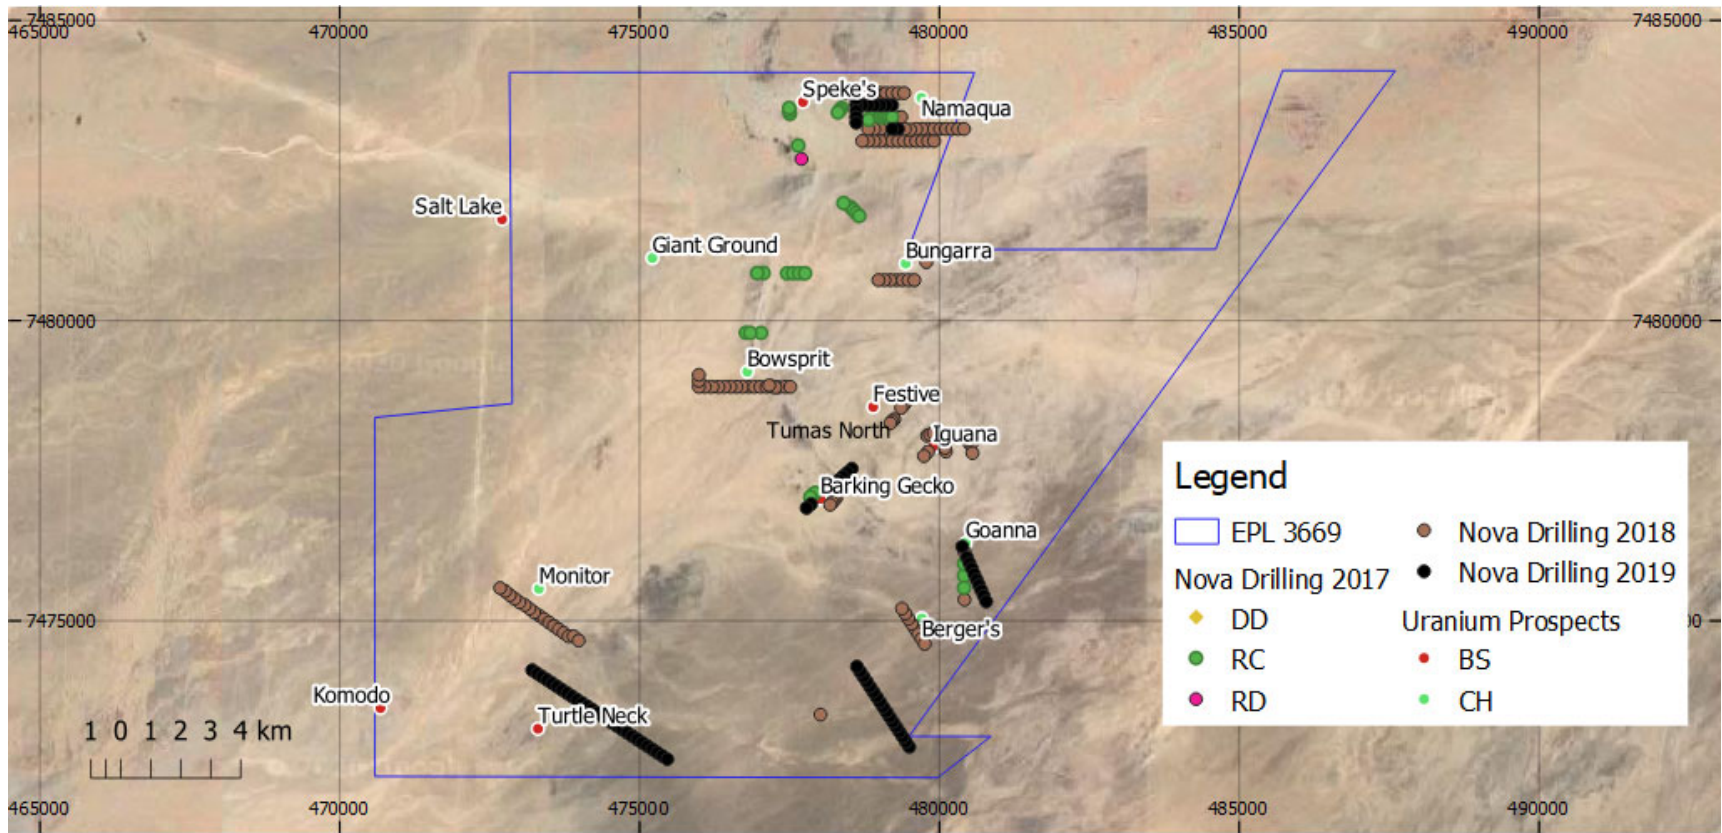 465000
470000
475000
480000
485000
490000
7485000
7485000
Speke's
Namaqua
Salt Lake
Giant Ground
Bungarra
7480000
7480000
Bowsprit
Festive
Tumas North
Iguana
Barking Gecko
Goanna
Monitor
7475000
Berger's
00
Komodo
Turtle Neck
1 0 1 2 3 4 km
Legend
EPL 3669
Nova Drilling 2017
DD
RC
RD
Nova Drilling 2018
Nova Drilling 2019
Uranium Prospects
BS
CH
465000
470000
475000
480000
485000
490000